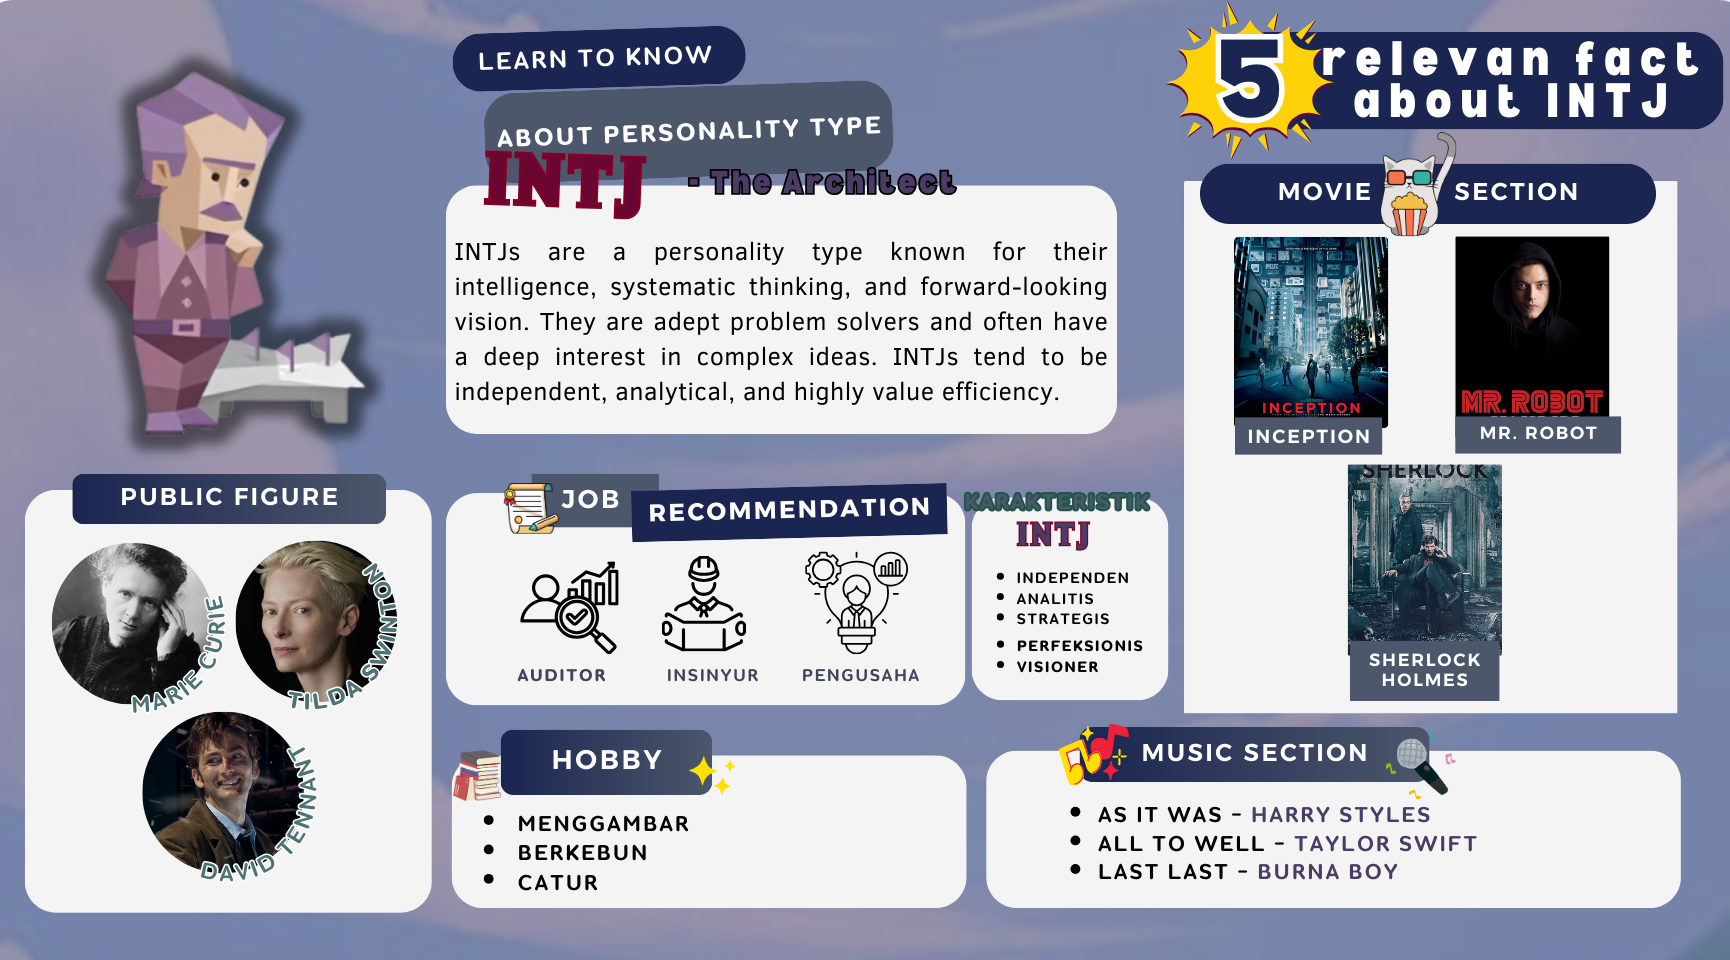 LEARN TO KNOW
ABOUT PERSONALITY TYPE
INTJ - The Architect
INTJs are a personality type known for their
intelligence, systematic thinking, and forward-looking
vision. They are adept problem solvers and often have
a deep interest in complex ideas. INTJs tend to be
independent, analytical, and highly value efficiency.
5 relevan fact
about INTJ
MOVIE SECTION
INCEPTION
INCEPTION
MR. ROBOT
MR. ROBOT
SHERLOCK
SHERLOCK
HOLMES
PUBLIC FIGURE
MARIE CURIE
TILDA SWINTON
DAVID TENNANT
JOB RECOMMENDATION
AUDITOR
INSINYUR
PENGUSAHA
KARAKTERISTIK
INTJ
• INDEPENDEN
• ANALITIS
• STRATEGIS
• PERFEKSIONIS
• VISIONER
HOBBY
• MENGGAMBAR
• BERKEBUN
• CATUR
MUSIC SECTION
• AS IT WAS - HARRY STYLES
• ALL TO WELL - TAYLOR SWIFT
• LAST LAST - BURNA BOY